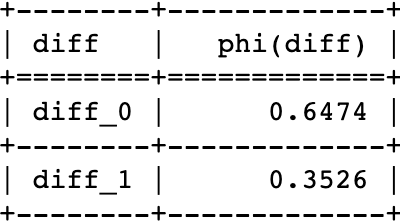 +--------+-------------+
| diff   |   phi(diff) |
+========+=============+
| diff_0 |      0.6474 |
+--------+-------------+
| diff_1 |      0.3526 |
+--------+-------------+